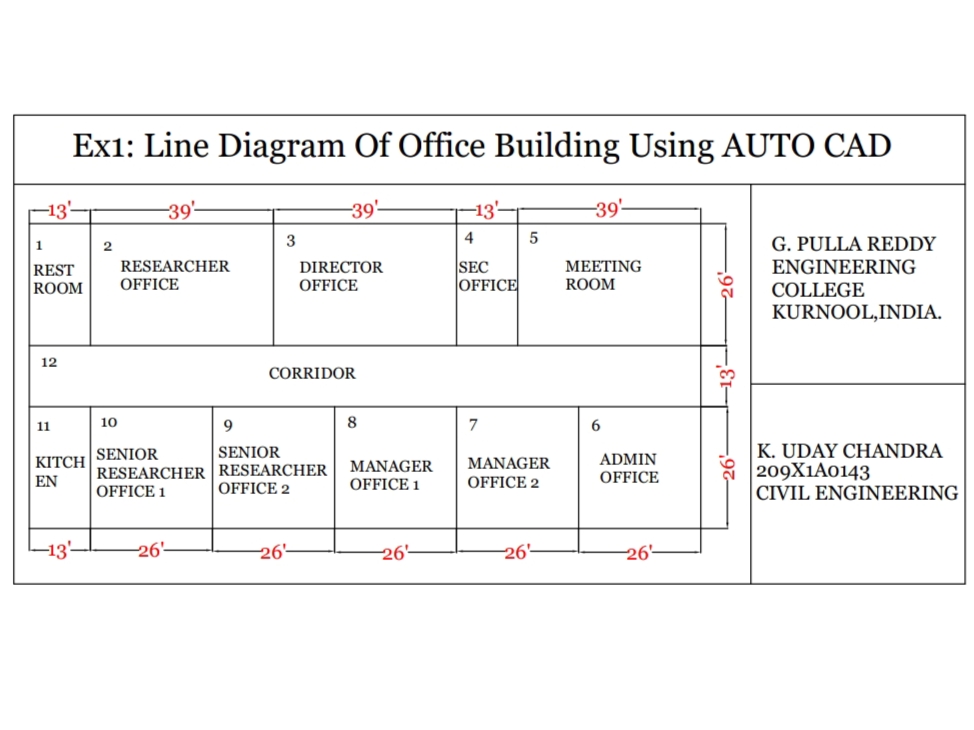 Ex1: Line Diagram Of Office Building Using AUTO CAD
13'
39'
39'
13'
39'
1
REST
ROOM
2
RESEARCHER
OFFICE
3
DIRECTOR
OFFICE
4
SEC
OFFICE
5
MEETING
ROOM
26'
12
CORRIDOR
13'
11
KITCH
EN
10
SENIOR
RESEARCHER
OFFICE 1
9
SENIOR
RESEARCHER
OFFICE 2
8
MANAGER
OFFICE 1
7
MANAGER
OFFICE 2
6
ADMIN
OFFICE
26'
13'
26'
26'
26'
26'
26'
G. PULLA REDDY
ENGINEERING
COLLEGE
KURNOOL,INDIA.
K. UDAY CHANDRA
209X1A0143
CIVIL ENGINEERING